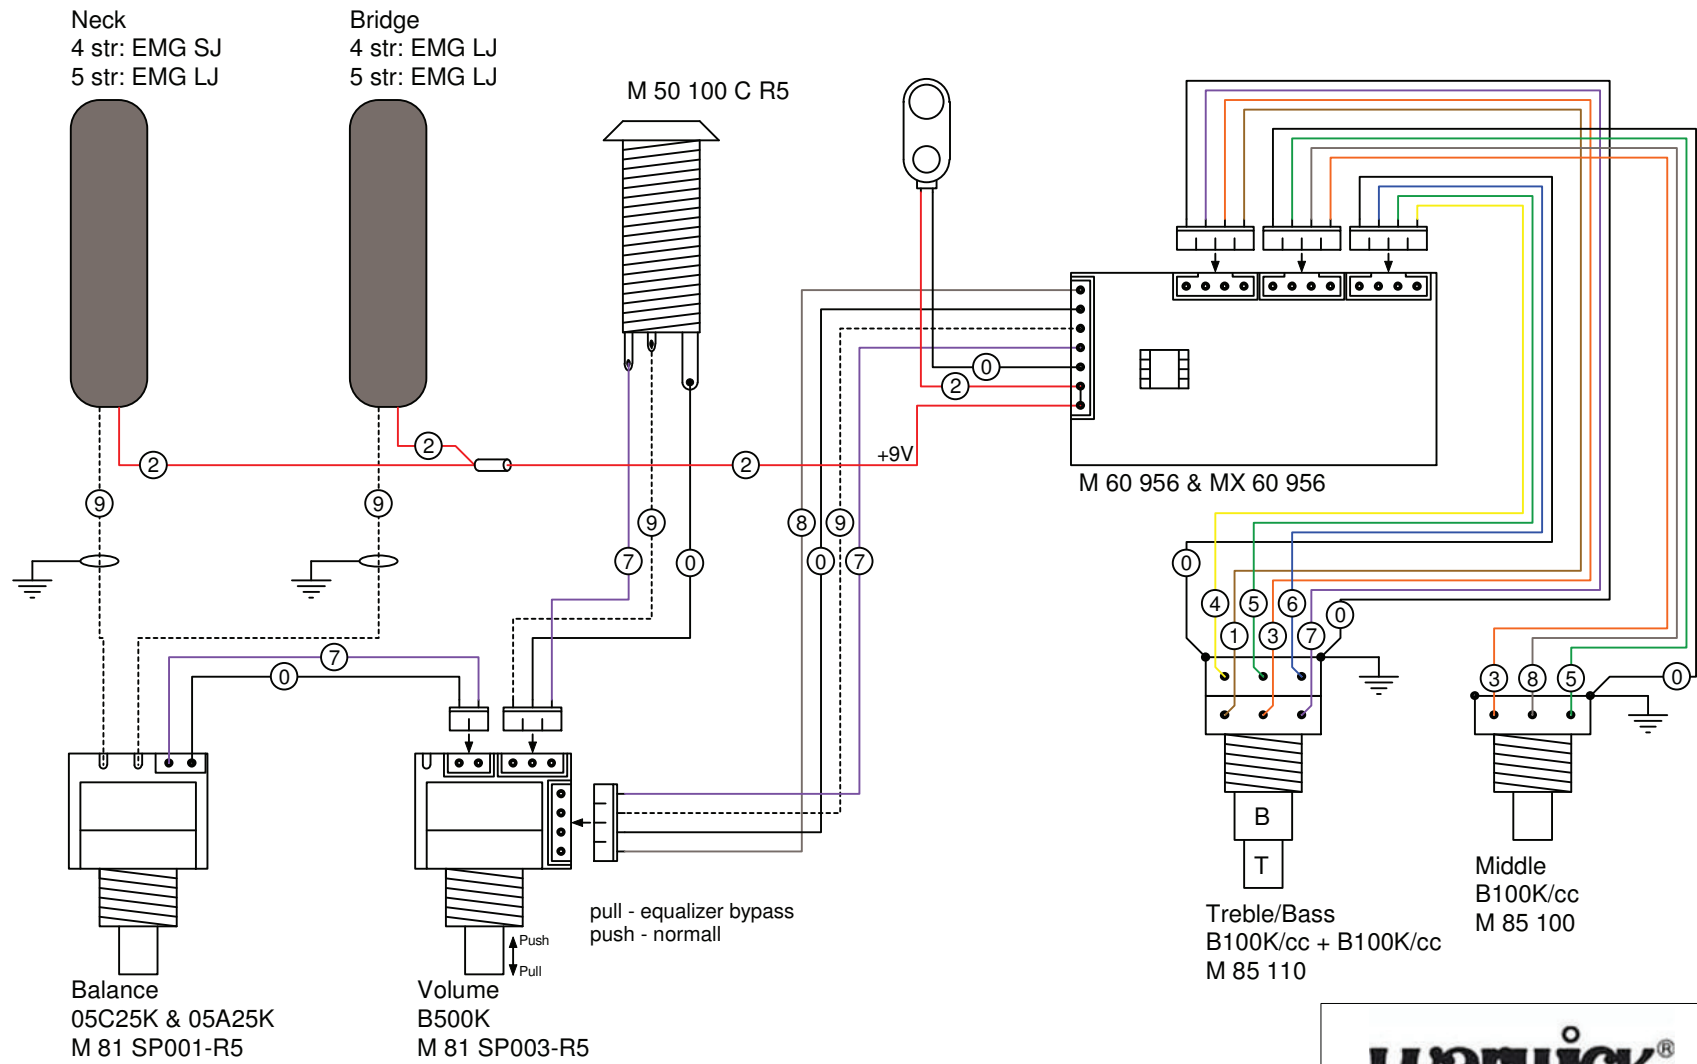 Neck
4 str: EMG SJ
5 str: EMG LJ
Bridge
4 str: EMG LJ
5 str: EMG LJ
M 50 100 C R5
0
2
2
2
2
+9V
M 60 956 & MX 60 956
9
9
9
7
0
8
9
0
7
0
4
5
6
0
1
3
7
7
0
3
8
5
0
B
T
Middle
B100K/cc
M 85 100
Treble/Bass
B100K/cc + B100K/cc
M 85 110
pull - equalizer bypass
push - normall
Push
Pull
Balance
05C25K & 05A25K
M 81 SP001-R5
Volume
B500K
M 81 SP003-R5